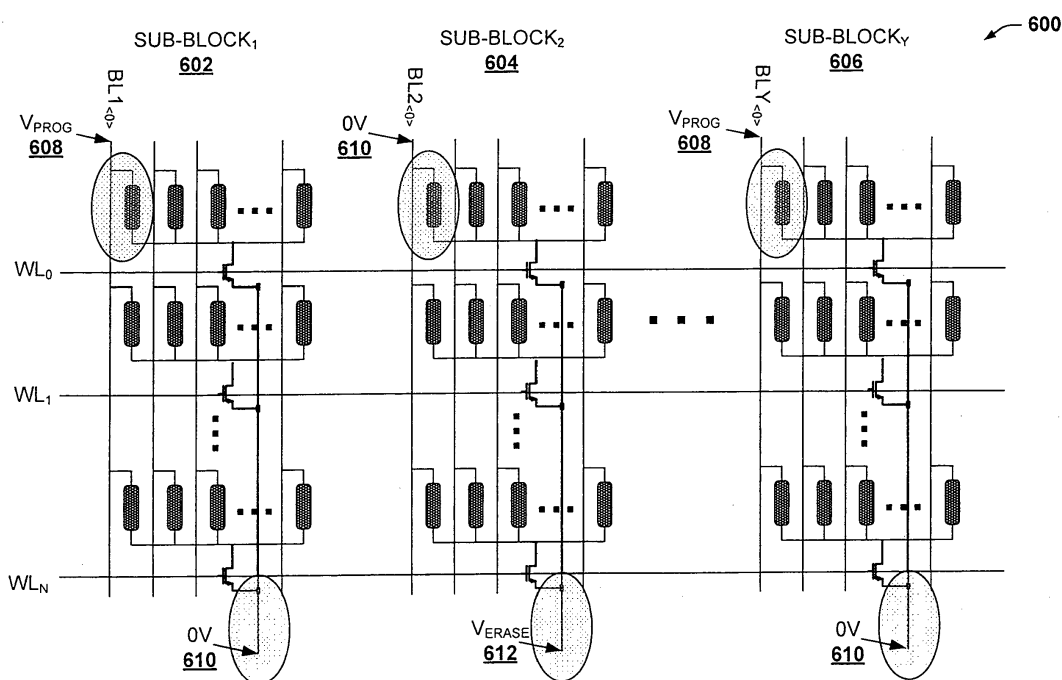 600
SUB-BLOCK₁
602
SUB-BLOCK₂
604
SUB-BLOCKY
606
BL1<0>
BL2<0>
BLY<0>
VPROG
608
0V
610
VPROG
608
WL₀
WL₁
WLN
0V
610
VERASE
612
0V
610